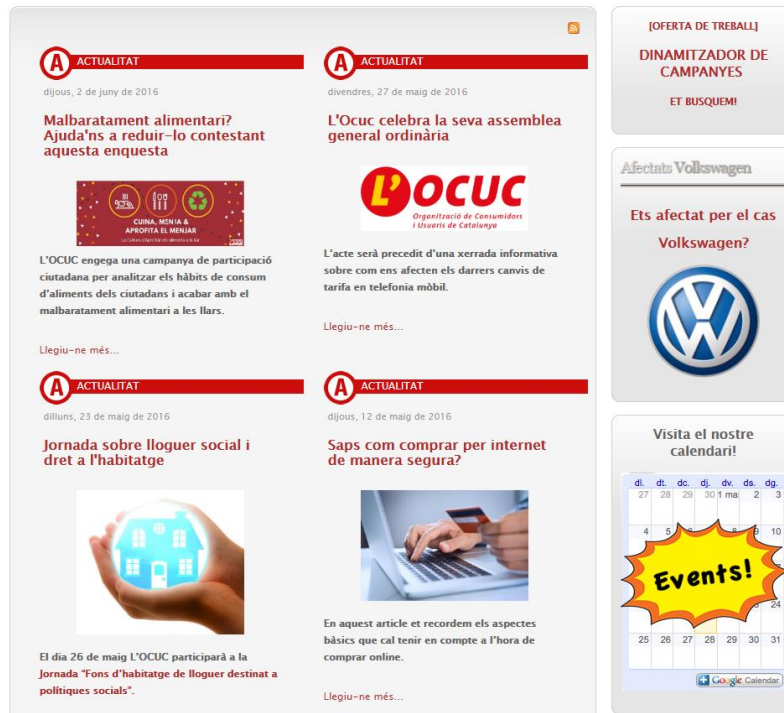 A ACTUALITAT
dijous, 2 de juny de 2016
Malbaratament alimentari?
Ajuda'ns a reduir-lo contestant
aquesta enquesta
CUINA, MENJA &
APROFITA EL MENJAR
L'OCUC engega una campanya de participació
ciutadana per analitzar els hàbits de consum
d'aliments dels ciutadans i acabar amb el
malbaratament alimentari a les llars.
Llegiu-ne més...
A ACTUALITAT
divendres, 27 de maig de 2016
L'Ocuc celebra la seva assemblea
general ordinària
L' OCUC
Organització de Consumidors
i Usuaris de Catalunya
L'acte serà precedit d'una xerrada informativa
sobre com ens afecten els darrers canvis de
tarifa en telefonia mòbil.
Llegiu-ne més...
A ACTUALITAT
dilluns, 23 de maig de 2016
Jornada sobre lloguer social i
dret a l'habitatge
El dia 26 de maig L'OCUC participarà a la
Jornada "Fons d'habitatge de lloguer destinat a
polítiques socials".
A ACTUALITAT
dijous, 12 de maig de 2016
Saps com comprar per internet
de manera segura?
En aquest article et recordem els aspectes
bàsics que cal tenir en compte a l'hora de
comprar online.
Llegiu-ne més...
[OFERTA DE TREBALL]
DINAMITZADOR DE
CAMPANYES
ET BUSQUEM!
Afectats Volkswagen
Ets afectat per el cas
Volkswagen?
VW
Visita el nostre
calendari!
dl. dt. dc. dj. dv. ds. dg.
27 28 29 30 1 ma 2 3
4 5 8 9 10
Events!
24
25 26 27 28 29 30 31
Google Calendar